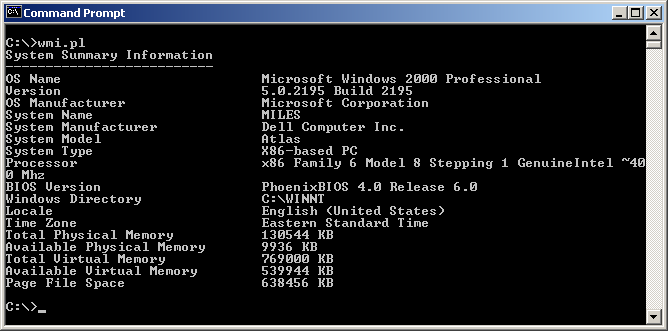 Command Prompt
C:\>wmi.pl
System Summary Information
--------------------------
OS Name Microsoft Windows 2000 Professional
Version 5.0.2195 Build 2195
OS Manufacturer Microsoft Corporation
System Name MILES
System Manufacturer Dell Computer Inc.
System Model Atlas
System Type X86-based PC
Processor x86 Family 6 Model 8 Stepping 1 GenuineIntel ~40
0 Mhz
BIOS Version PhoenixBIOS 4.0 Release 6.0
Windows Directory C:\WINNT
Locale English (United States)
Time Zone Eastern Standard Time
Total Physical Memory 130544 KB
Available Physical Memory 9936 KB
Total Virtual Memory 769000 KB
Available Virtual Memory 539944 KB
Page File Space 638456 KB
C:\>_